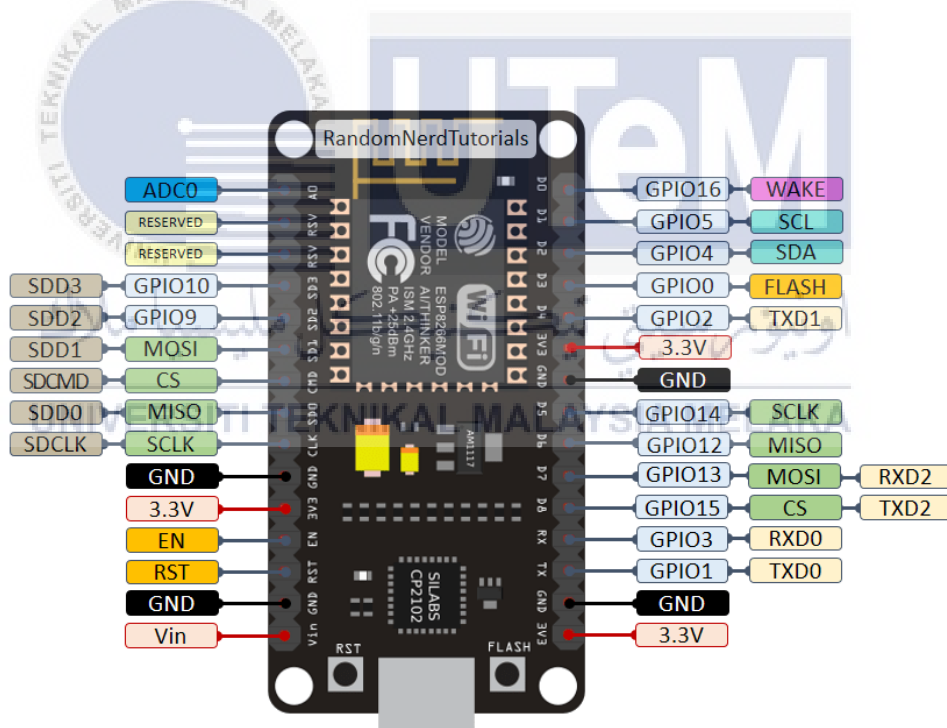 UNIVERSITI TEKNIKAL MALAYSIA MELAKA
UTeM
RandomNerdTutorials
ADC0 A0
RESERVED RSV
RESERVED RSV
SDD3 GPIO10 SD3
SDD2 GPIO9 SD2
SDD1 MOSI SD1
SDCMD CS CMD
SDD0 MISO SD0
SDCLK SCLK CLK
GND GND
3.3V 3V3
EN EN
RST RST
GND GND
Vin Vin
D0 GPIO16 WAKE
D1 GPIO5 SCL
D2 GPIO4 SDA
D3 GPIO0 FLASH
D4 GPIO2 TXD1
3V3 3.3V
GND GND
D5 GPIO14 SCLK
D6 GPIO12 MISO
D7 GPIO13 MOSI RXD2
D8 GPIO15 CS TXD2
RX GPIO3 RXD0
TX GPIO1 TXD0
GND GND
3V3 3.3V
FC
MODEL ESP8266MOD
VENDOR AI/THINKER
ISM 2.4GHz
PA +25dBm
802.11b/g/n
WiFi
AM1117
SILABS
CP2102
RST
FLASH
UNIVERSITI TEKNIKAL MALAYSIA MELAKA